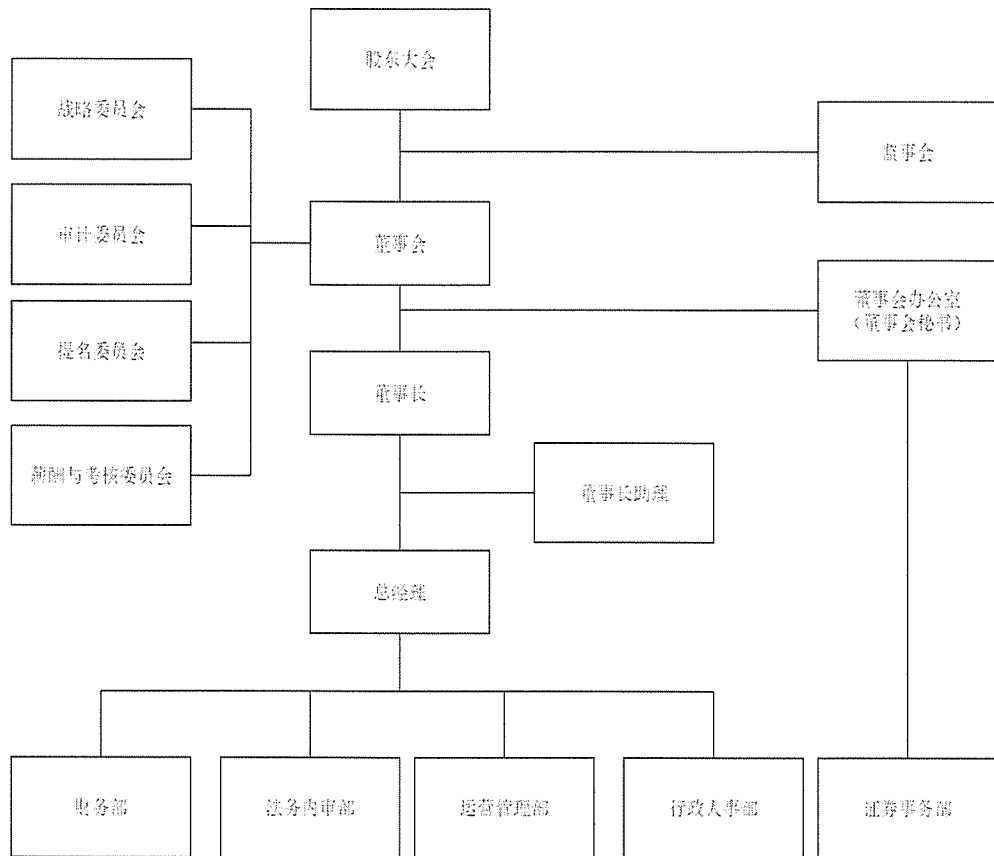 股东大会
战略委员会
监事会
审计委员会
董事会
董事会办公室
（董事会秘书）
提名委员会
董事长
薪酬与考核委员会
董事长助理
总经理
财务部
法务内审部
运营管理部
行政人事部
证券事务部